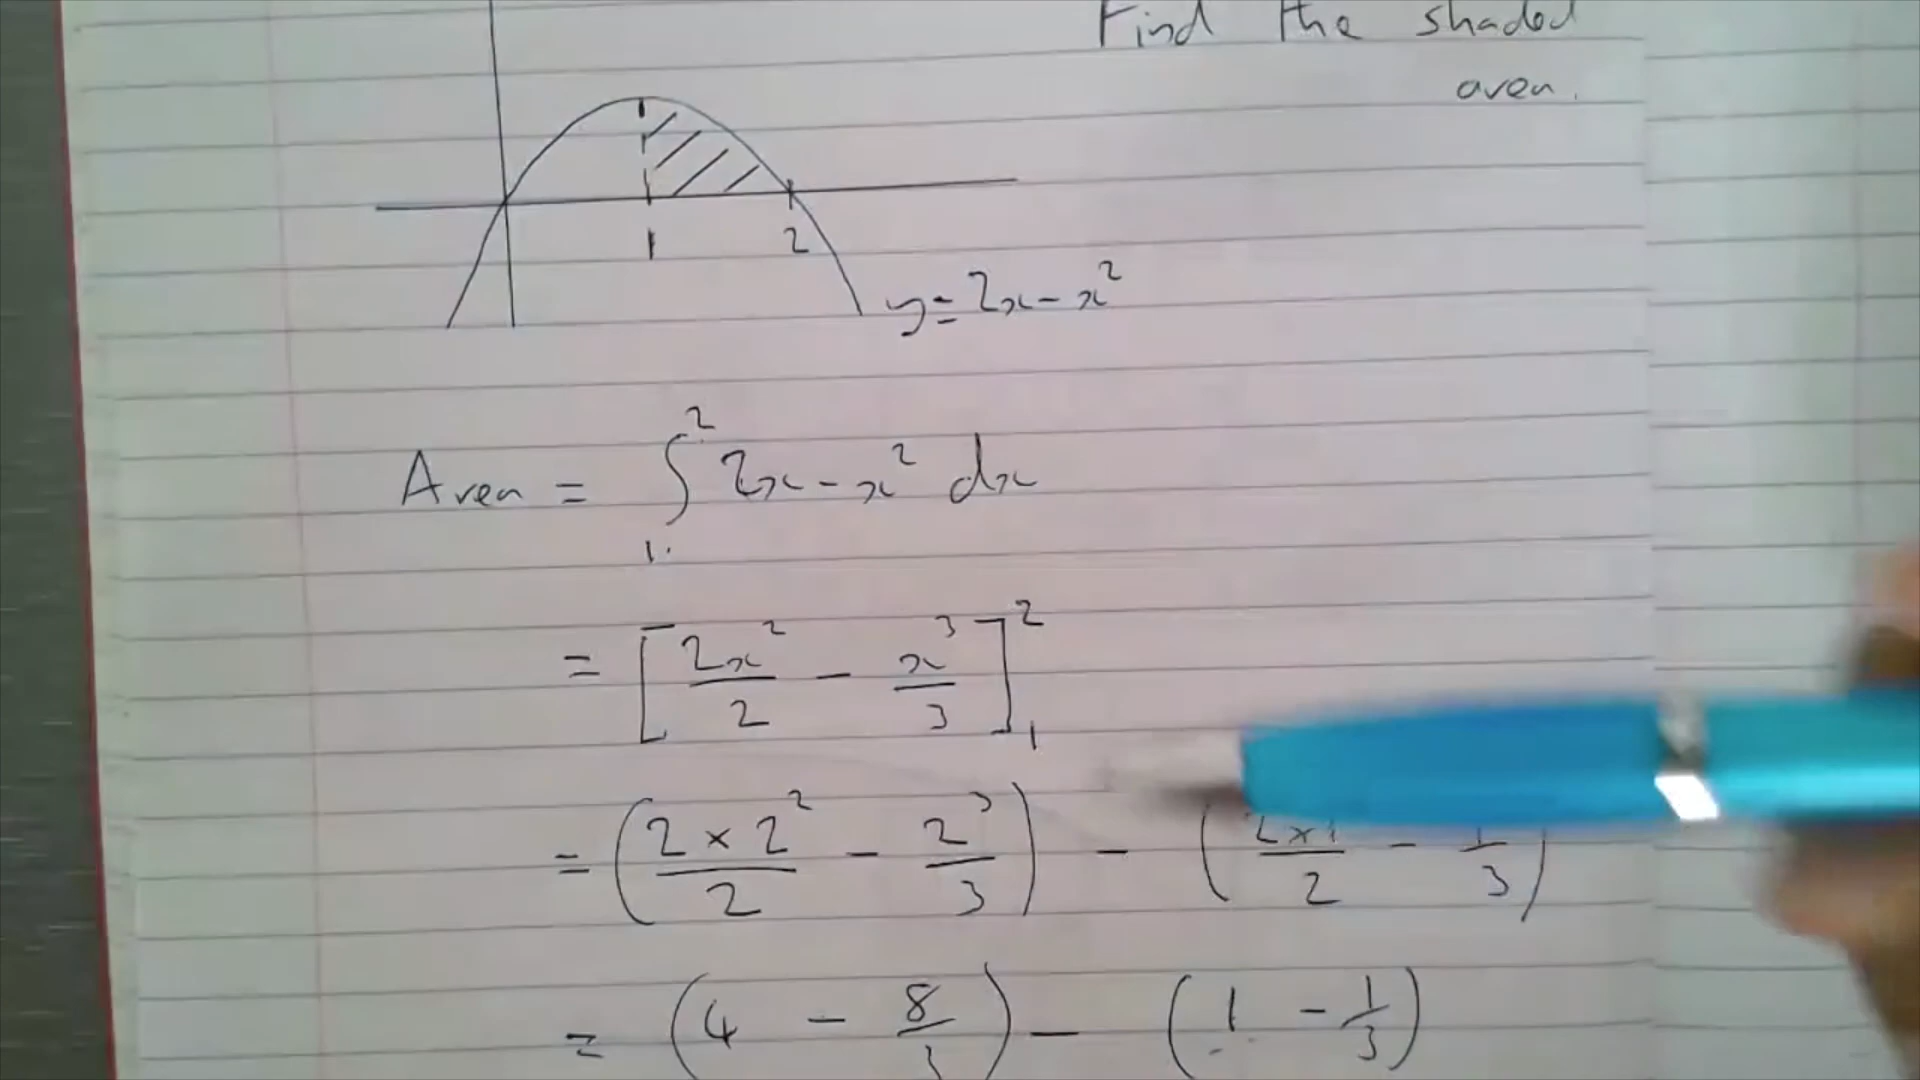 Find the shaded
area.
1 2
y = 2x - x²
Area = ∫₁² 2x - x² dx
= [2x²/2 - x³/3]₁²
= (2 × 2²/2 - 2³/3) - (2×1/2 - 1/3)
= (4 - 8/3) - (1 - 1/3)